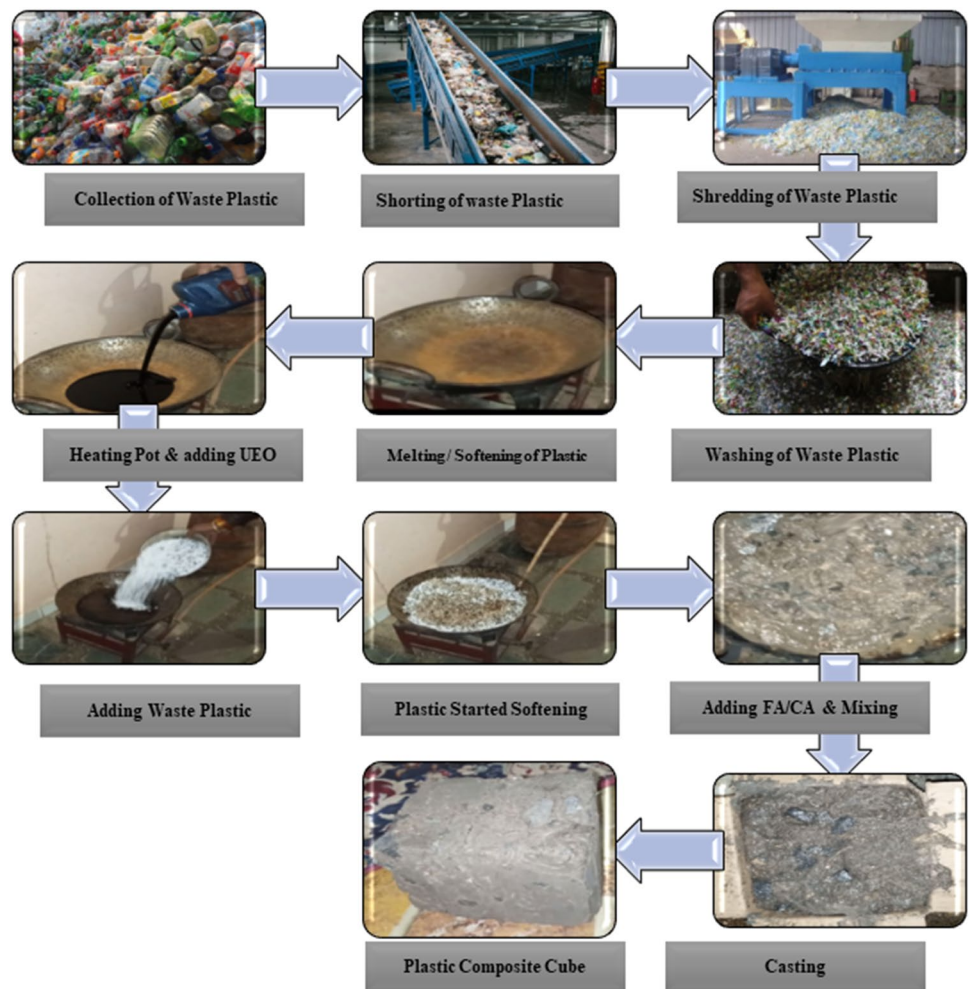 Collection of Waste Plastic
Shorting of waste Plastic
Shredding of Waste Plastic
Heating Pot & adding UEO
Melting / Softening of Plastic
Washing of Waste Plastic
Adding Waste Plastic
Plastic Started Softening
Adding FA/CA & Mixing
Plastic Composite Cube
Casting